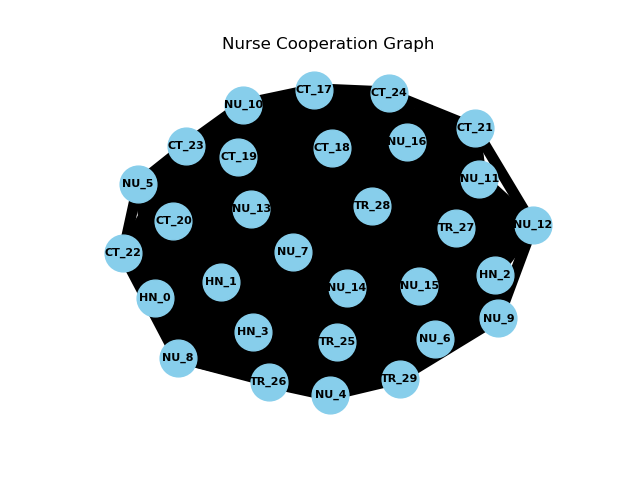 Nurse Cooperation Graph
CT_17
CT_24
NU_10
CT_21
NU_16
CT_23
CT_18
CT_19
NU_11
NU_5
TR_28
NU_13
CT_20
NU_12
TR_27
NU_7
CT_22
HN_2
HN_1
NU_15
NU_14
HN_0
NU_9
HN_3
NU_6
TR_25
NU_8
TR_29
TR_26
NU_4